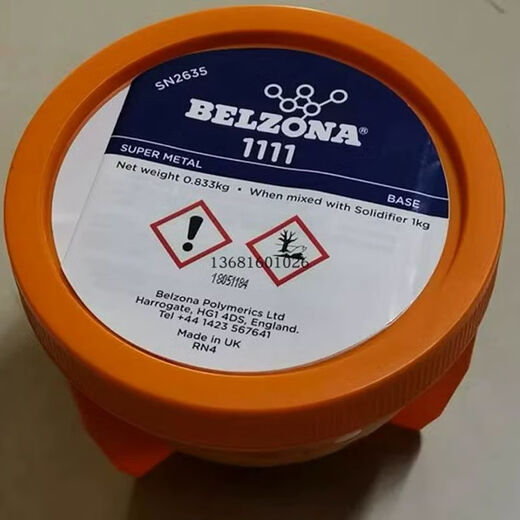 SN2635
BELZONA®
1111
SUPER METAL
BASE
Net weight 0.833kg • When mixed with Solidifier 1kg
13681601026
18051184
Belzona Polymerics Ltd
Harrogate, HG1 4DS, England.
Tel +44 1423 567641
Made in UK
RN4